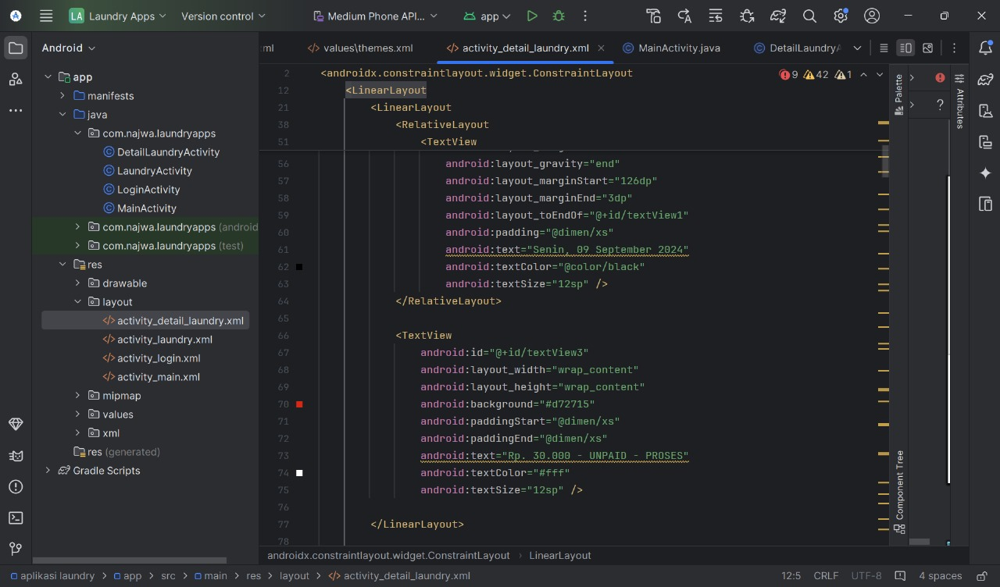 LA Laundry Apps Version control Medium Phone API... app
Android
app
manifests
java
com.najwa.laundryapps
DetailLaundryActivity
LaundryActivity
LoginActivity
MainActivity
com.najwa.laundryapps (android
com.najwa.laundryapps (test)
res
drawable
layout
activity_detail_laundry.xml
activity_laundry.xml
activity_login.xml
activity_main.xml
mipmap
values
xml
res (generated)
Gradle Scripts
ml values\themes.xml activity_detail_laundry.xml MainActivity.java DetailLaundryA
9 42 1
2 <androidx.constraintlayout.widget.ConstraintLayout
12 <LinearLayout
21 <LinearLayout
38 <RelativeLayout
51 <TextView
56 android:layout_gravity="end"
57 android:layout_marginStart="126dp"
58 android:layout_marginEnd="3dp"
59 android:layout_toEndOf="@+id/textView1"
60 android:padding="@dimen/xs"
61 android:text="Senin, 09 September 2024"
62 android:textColor="@color/black"
63 android:textSize="12sp" />
64 </RelativeLayout>
65
66 <TextView
67 android:id="@+id/textView3"
68 android:layout_width="wrap_content"
69 android:layout_height="wrap_content"
70 android:background="#d72715"
71 android:paddingStart="@dimen/xs"
72 android:paddingEnd="@dimen/xs"
73 android:text="Rp. 30.000 - UNPAID - PROSES"
74 android:textColor="#fff"
75 android:textSize="12sp" />
76
77 </LinearLayout>
78
Palette
Component Tree
?
Attributes
androidx.constraintlayout.widget.ConstraintLayout > LinearLayout
aplikasi laundry > app > src > main > res > layout > activity_detail_laundry.xml 12:5 CRLF UTF-8 4 spaces